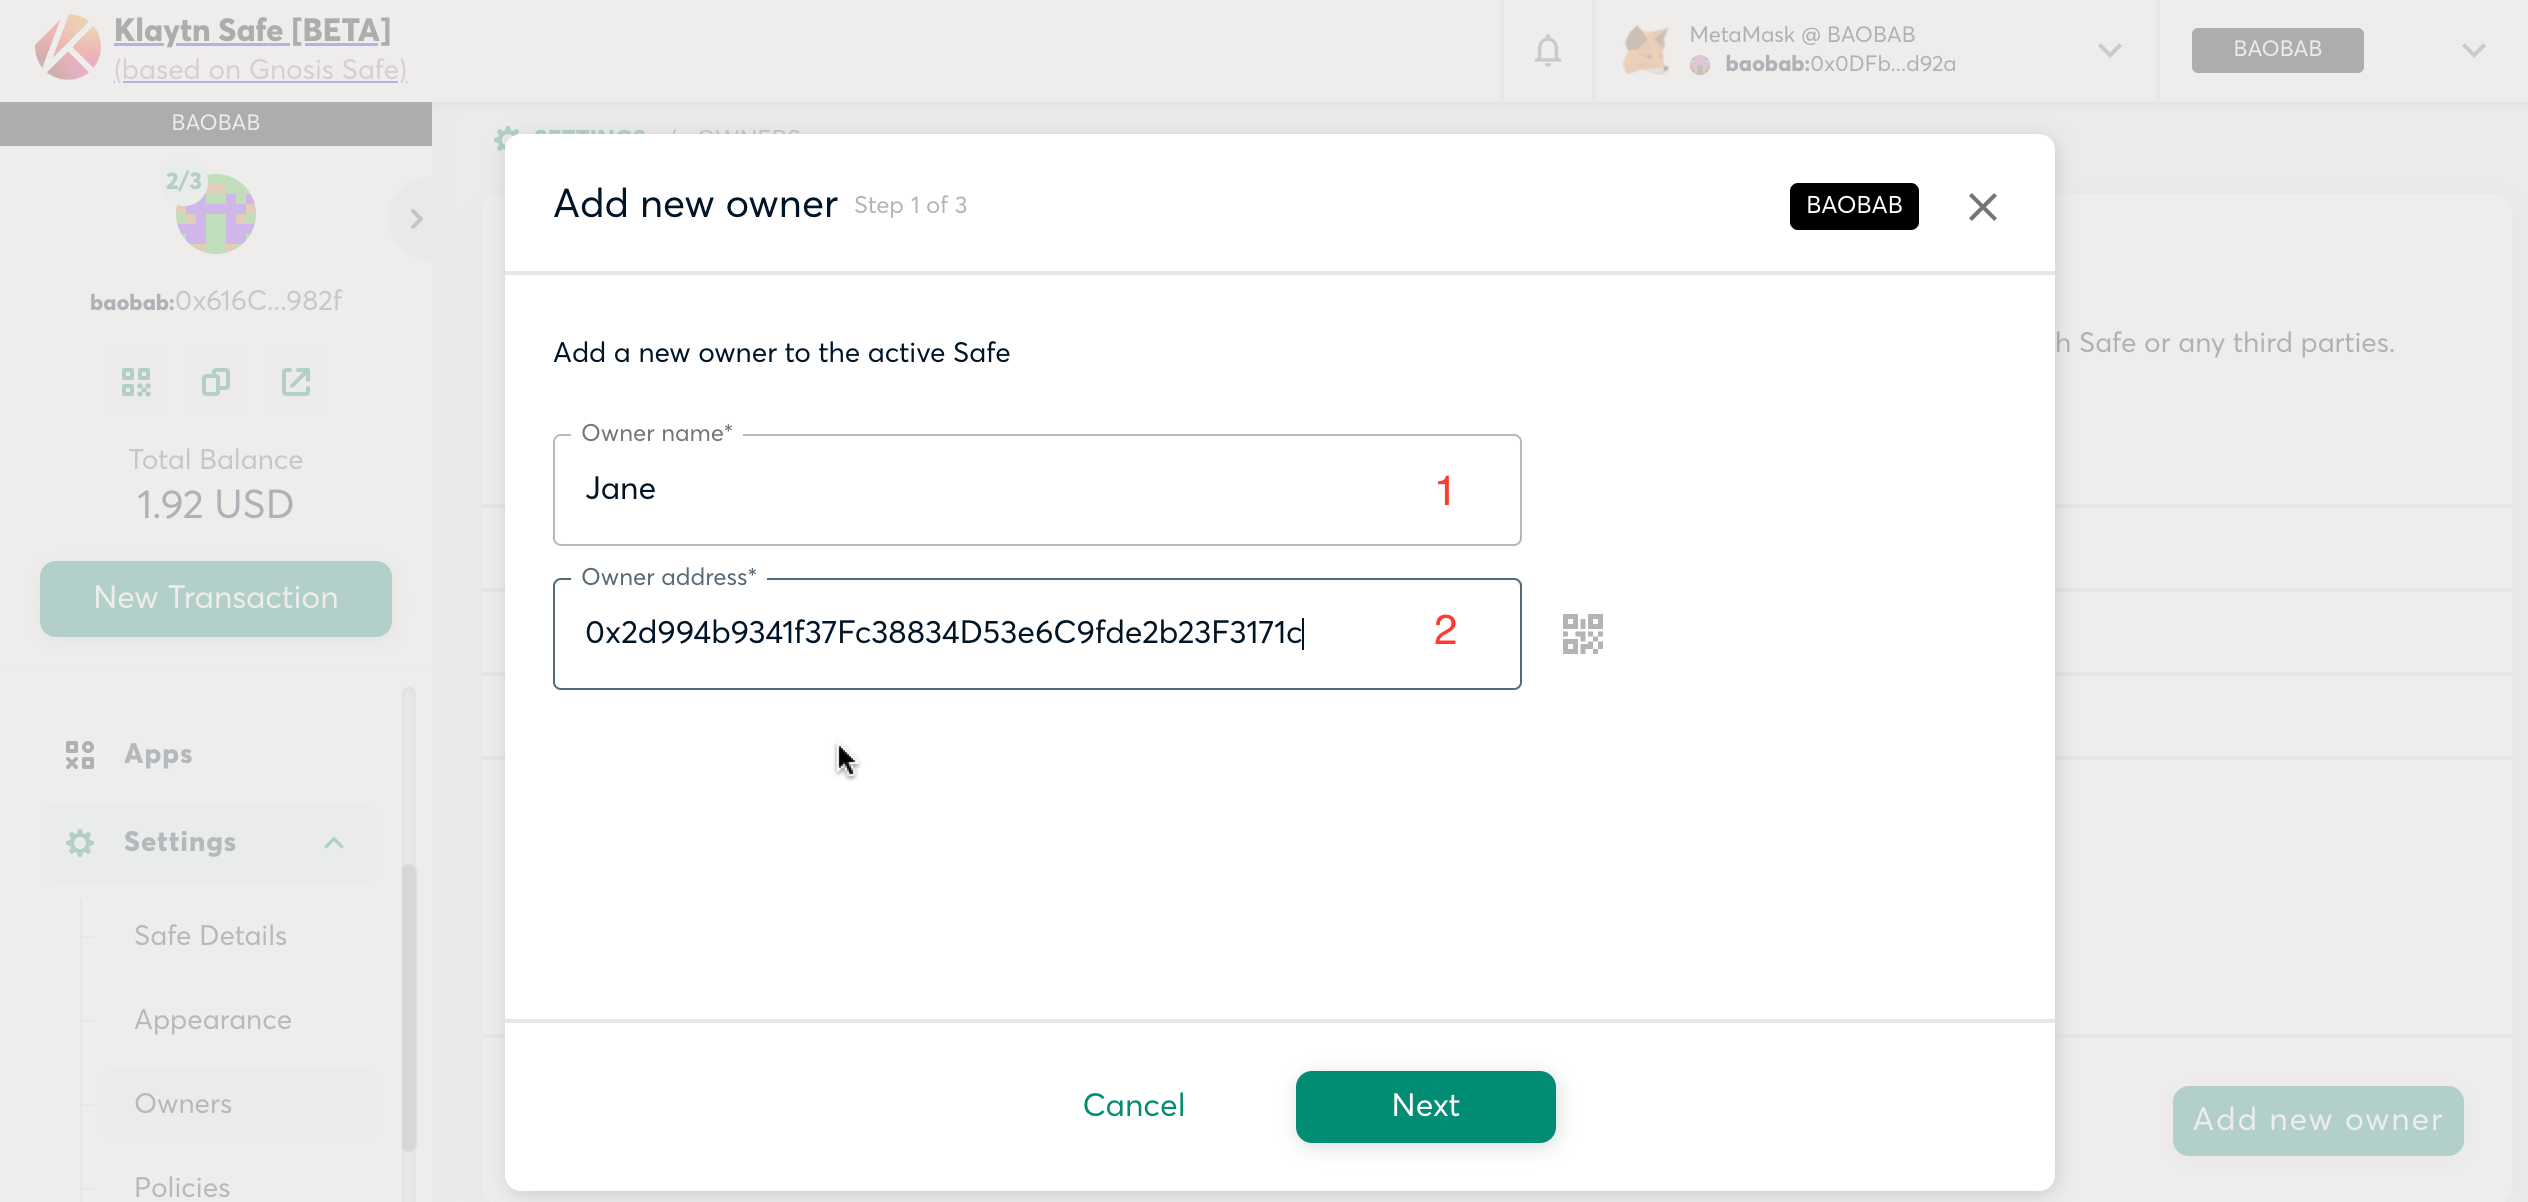 Klaytn Safe [BETA]
(based on Gnosis Safe)
MetaMask @ BAOBAB
baobab:0x0DFb...d92a
BAOBAB
BAOBAB
SETTINGS / OWNERS
2/3
baobab:0x616C...982f
Total Balance
1.92 USD
New Transaction
Apps
Settings
Safe Details
Appearance
Owners
Policies
Add new owner Step 1 of 3
BAOBAB
Add a new owner to the active Safe
Owner name*
Jane
1
Owner address*
0x2d994b9341f37Fc38834D53e6C9fde2b23F3171c
2
Cancel
Next
h Safe or any third parties.
Add new owner